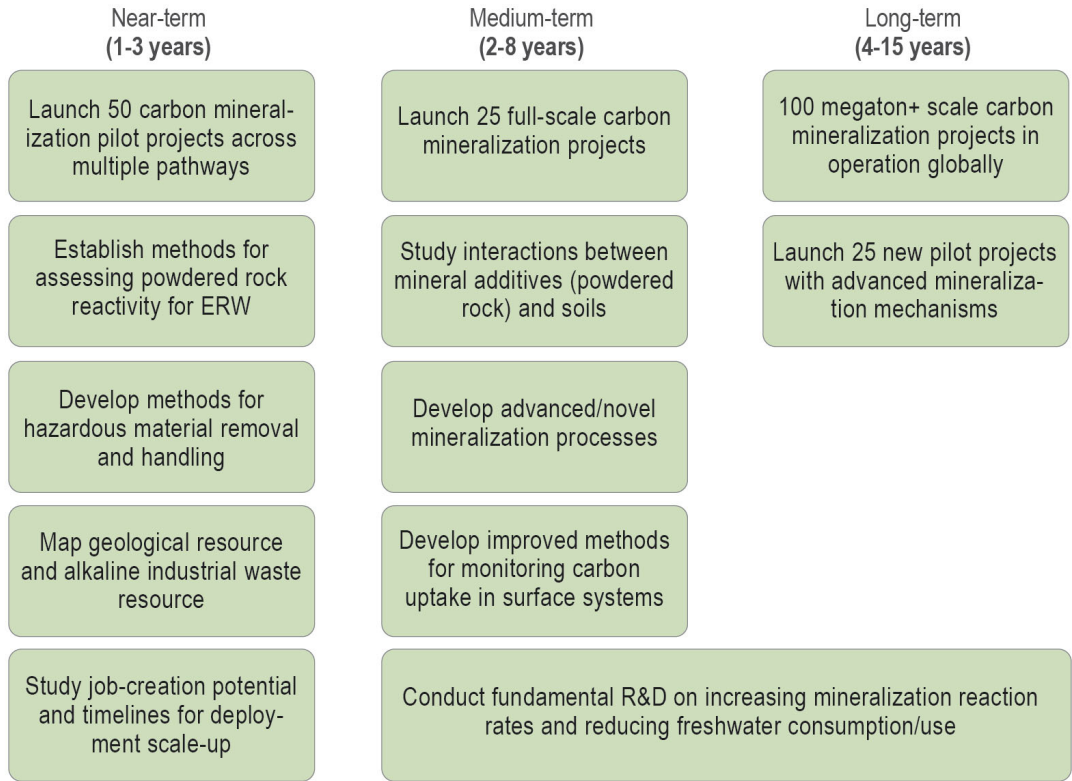 Near-term
(1-3 years)
Launch 50 carbon mineral-
ization pilot projects across
multiple pathways
Establish methods for
assessing powdered rock
reactivity for ERW
Develop methods for
hazardous material removal
and handling
Map geological resource
and alkaline industrial waste
resource
Study job-creation potential
and timelines for deploy-
ment scale-up
Medium-term
(2-8 years)
Launch 25 full-scale carbon
mineralization projects
Study interactions between
mineral additives (powdered
rock) and soils
Develop advanced/novel
mineralization processes
Develop improved methods
for monitoring carbon
uptake in surface systems
Long-term
(4-15 years)
100 megaton+ scale carbon
mineralization projects in
operation globally
Launch 25 new pilot projects
with advanced mineraliza-
tion mechanisms
Conduct fundamental R&D on increasing mineralization reaction
rates and reducing freshwater consumption/use